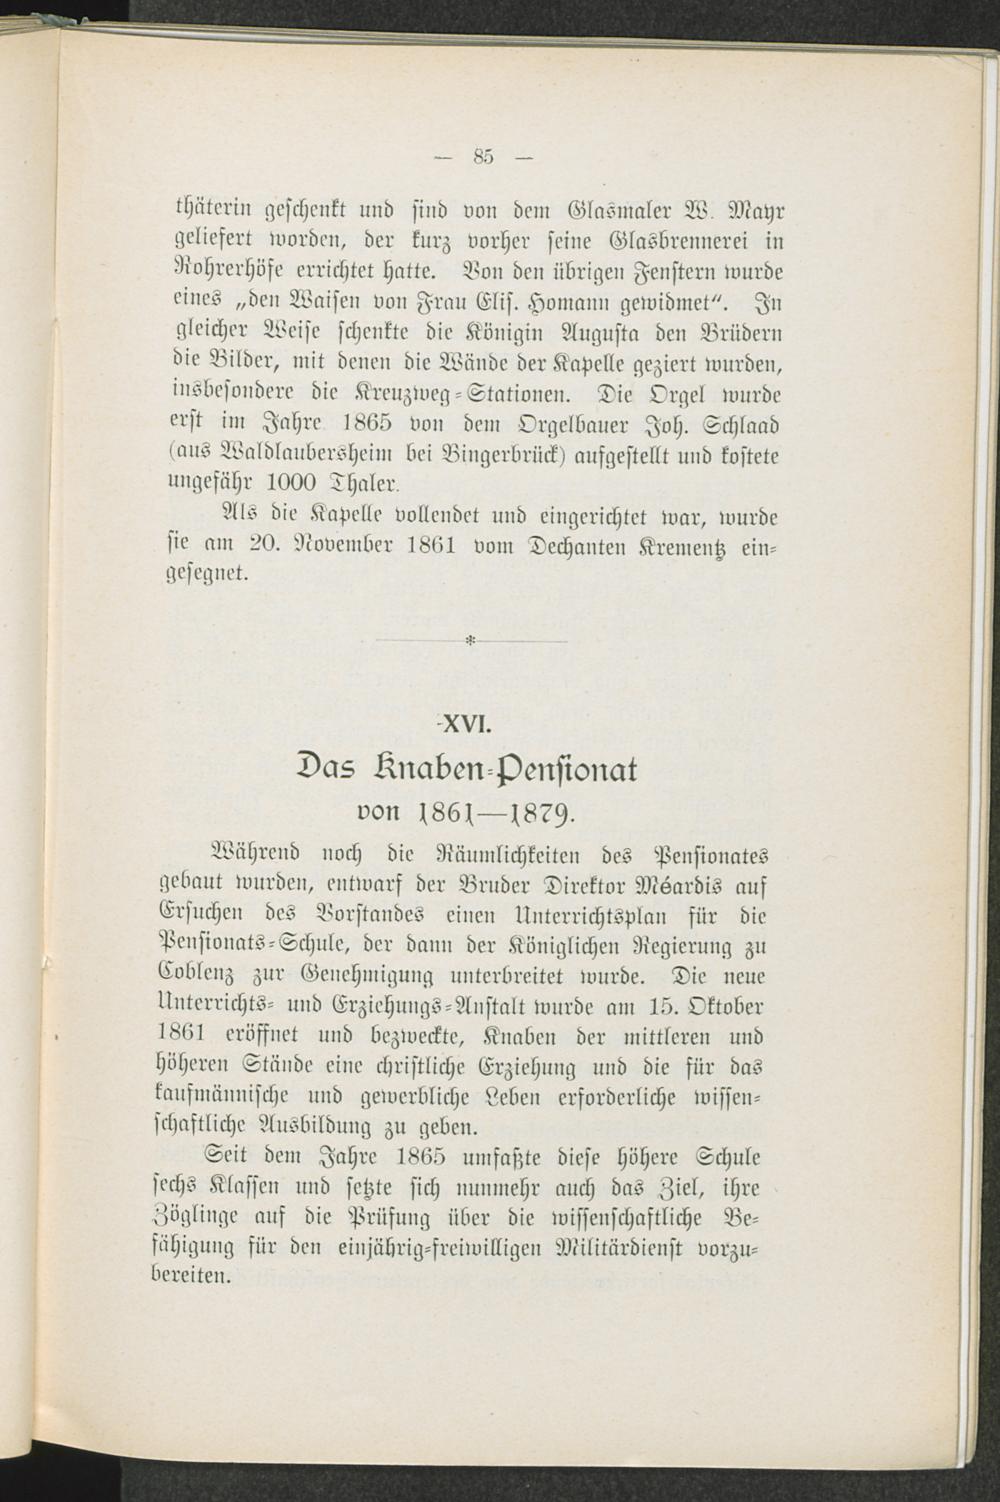 — 85 —
thäterin geschenkt und sind von dem Glasmaler W. Mayr
geliefert worden, der kurz vorher seine Glasbrennerei in
Rohrerhöfe errichtet hatte. Von den übrigen Fenstern wurde
eines „den Waisen von Frau Elis. Homann gewidmet“. In
gleicher Weise schenkte die Königin Augusta den Brüdern
die Bilder, mit denen die Wände der Kapelle geziert wurden,
insbesondere die Kreuzweg-Stationen. Die Orgel wurde
erst im Jahre 1865 von dem Orgelbauer Joh. Schlaad
(aus Waldlaubersheim bei Bingerbrück) aufgestellt und kostete
ungefähr 1000 Thaler.
Als die Kapelle vollendet und eingerichtet war, wurde
sie am 20. November 1861 vom Dechanten Krementz ein-
gesegnet.
*
XVI.
Das Knaben-Pensionat
von 1861—1879.
Während noch die Räumlichkeiten des Pensionates
gebaut wurden, entwarf der Bruder Direktor Méardis auf
Ersuchen des Vorstandes einen Unterrichtsplan für die
Pensionats-Schule, der dann der Königlichen Regierung zu
Coblenz zur Genehmigung unterbreitet wurde. Die neue
Unterrichts- und Erziehungs-Anstalt wurde am 15. Oktober
1861 eröffnet und bezweckte, Knaben der mittleren und
höheren Stände eine christliche Erziehung und die für das
kaufmännische und gewerbliche Leben erforderliche wissen-
schaftliche Ausbildung zu geben.
Seit dem Jahre 1865 umfaßte diese höhere Schule
sechs Klassen und setzte sich nunmehr auch das Ziel, ihre
Zöglinge auf die Prüfung über die wissenschaftliche Be-
fähigung für den einjährig-freiwilligen Militärdienst vorzu-
bereiten.